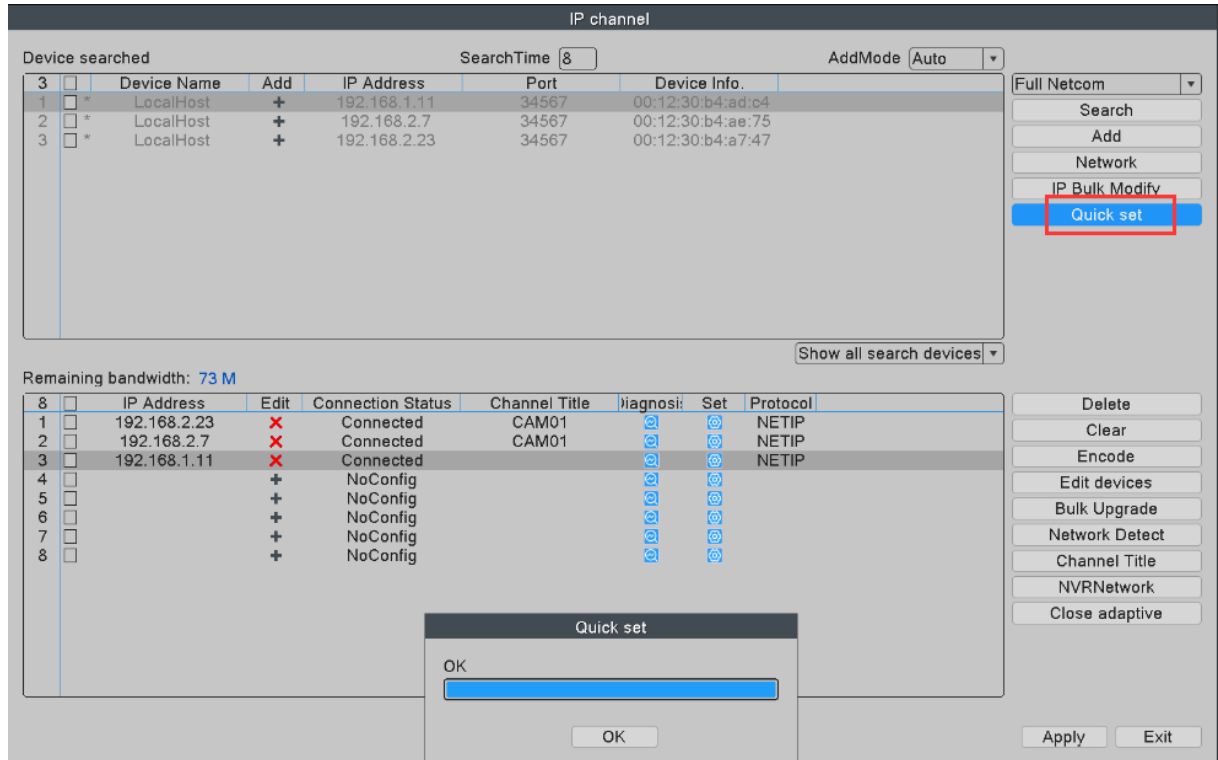 IP channel
Device searched SearchTime 8 AddMode Auto
3 Device Name Add IP Address Port Device Info. Full Netcom
1 * LocalHost + 192.168.1.11 34567 00:12:30:b4:ad:c4 Search
2 * LocalHost + 192.168.2.7 34567 00:12:30:b4:ae:75
3 * LocalHost + 192.168.2.23 34567 00:12:30:b4:a7:47 Add
Network
IP Bulk Modify
Quick set
Show all search devices
Remaining bandwidth: 73 M
8 IP Address Edit Connection Status Channel Title Diagnosi: Set Protocol Delete
1 192.168.2.23 Connected CAM01 NETIP
2 192.168.2.7 Connected CAM01 NETIP Clear
3 192.168.1.11 Connected NETIP Encode
4 + NoConfig Edit devices
5 + NoConfig
6 + NoConfig Bulk Upgrade
7 + NoConfig Network Detect
8 + NoConfig Channel Title
NVRNetwork
Close adaptive
Quick set
OK
OK
Apply Exit